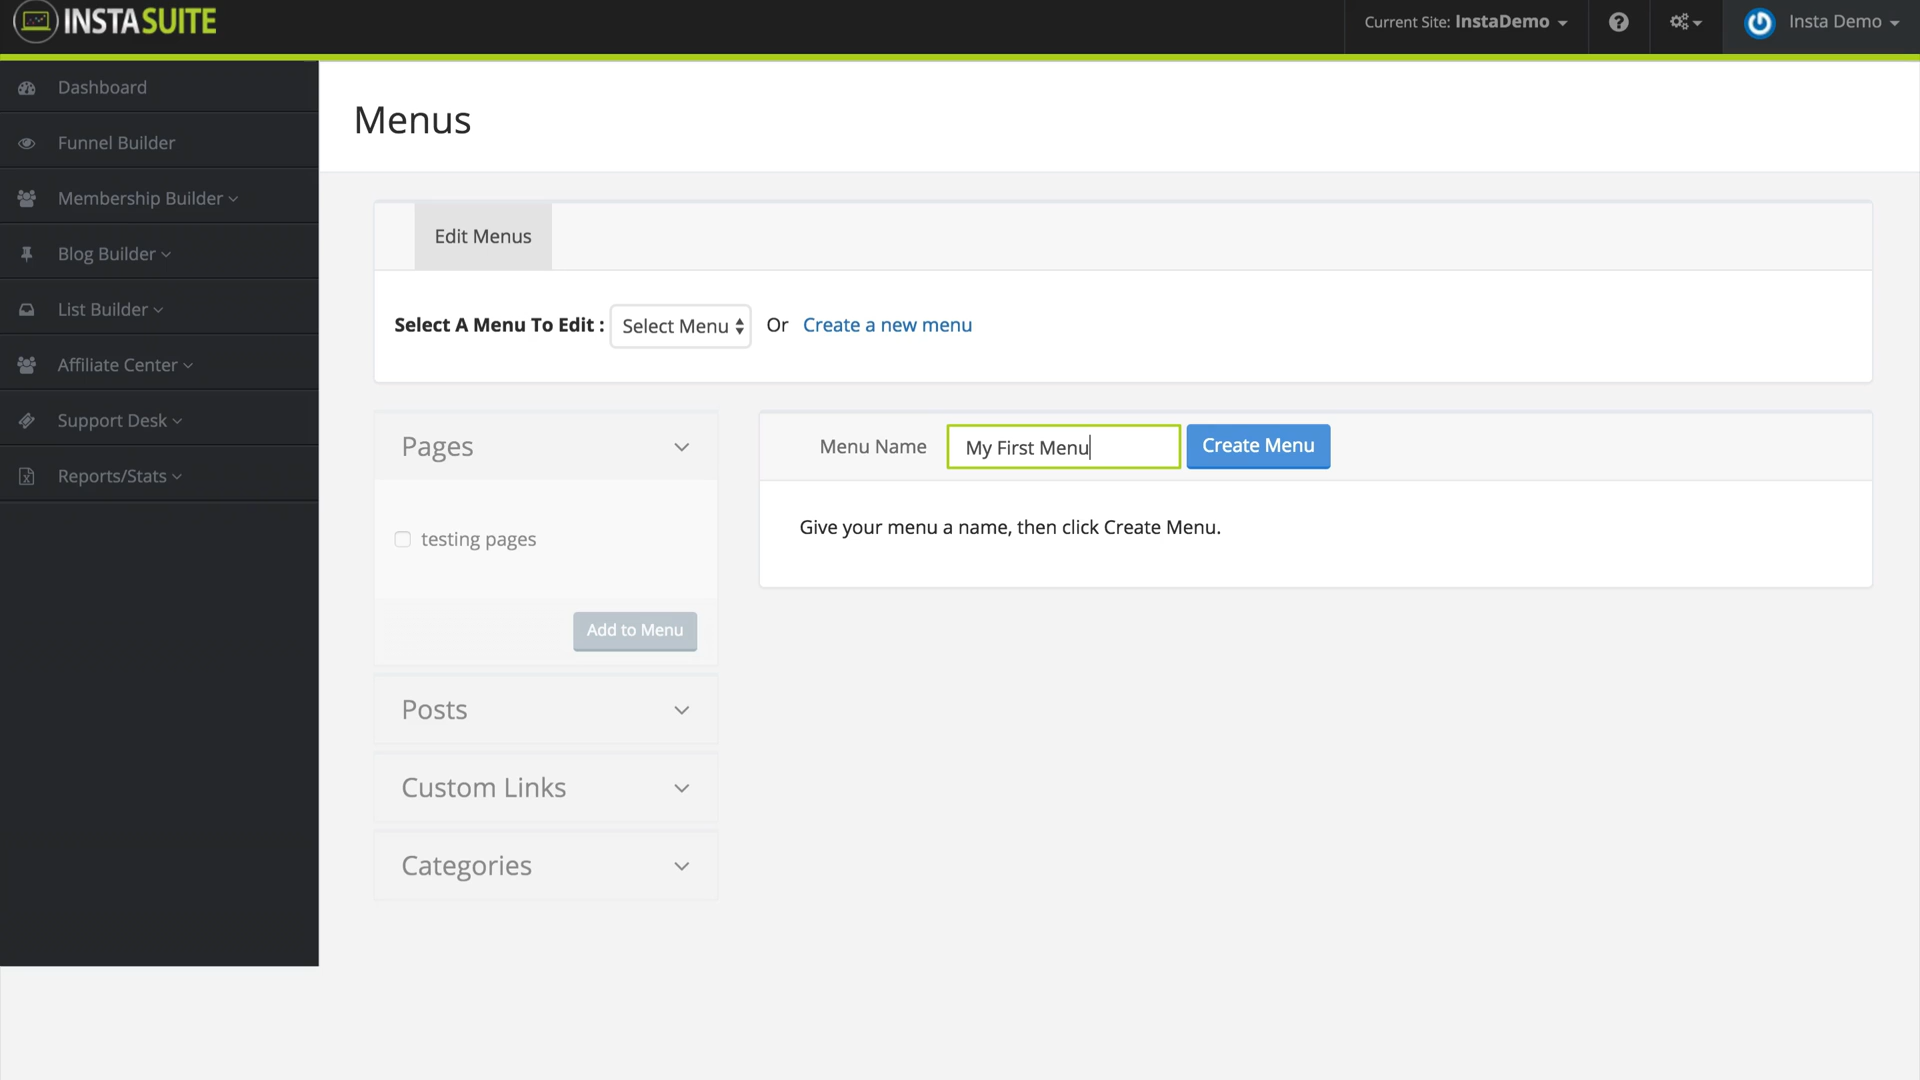 INSTASUITE
Current Site: InstaDemo
Insta Demo
Dashboard
Funnel Builder
Membership Builder
Blog Builder
List Builder
Affiliate Center
Support Desk
Reports/Stats
Menus
Edit Menus
Select A Menu To Edit : Select Menu Or Create a new menu
Pages
testing pages
Add to Menu
Posts
Custom Links
Categories
Menu Name My First Menu Create Menu
Give your menu a name, then click Create Menu.